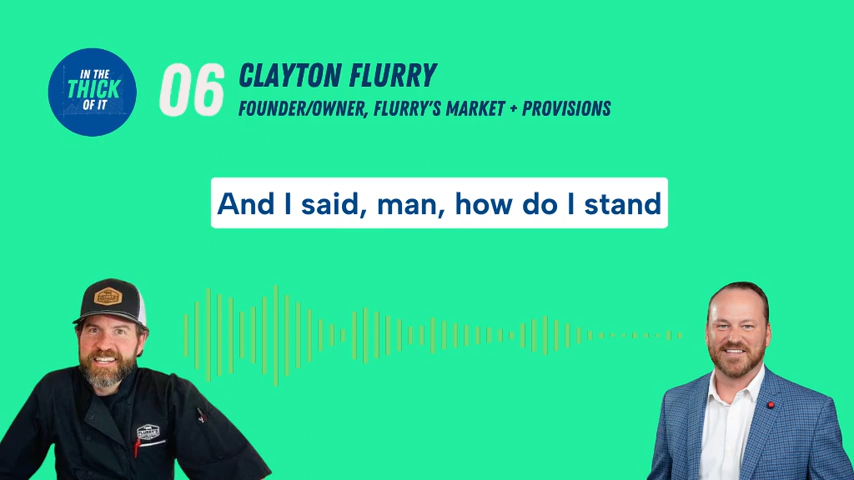 IN THE
THICK
OF IT
06
CLAYTON FLURRY
FOUNDER/OWNER, FLURRY'S MARKET + PROVISIONS
And I said, man, how do I stand